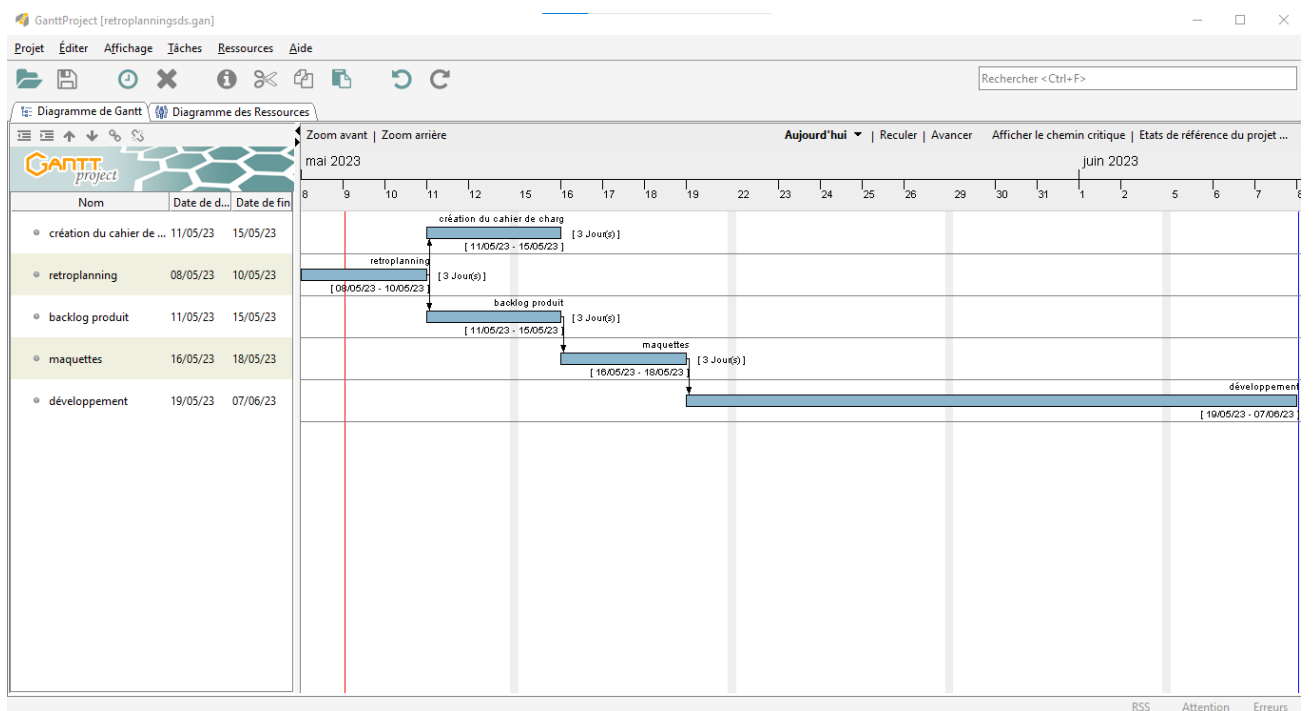 GanttProject [retroplanningsds.gan]
Projet Éditer Affichage Tâches Ressources Aide
Rechercher <Ctrl+F>
Diagramme de Gantt Diagramme des Ressources
Zoom avant | Zoom arrière Aujourd'hui | Reculer | Avancer Afficher le chemin critique | Etats de référence du projet ...
GANTT project
mai 2023 juin 2023
Nom Date de d... Date de fin
8 9 10 11 12 15 16 17 18 19 22 23 24 25 26 29 30 31 1 2 5 6 7 8
création du cahier de charg
création du cahier de ... 11/05/23 15/05/23 [ 3 Jour(s) ]
[ 11/05/23 - 15/05/23 ]
retroplanning
retroplanning 08/05/23 10/05/23 [ 3 Jour(s) ]
[ 08/05/23 - 10/05/23 ]
backlog produit
backlog produit 11/05/23 15/05/23 [ 3 Jour(s) ]
[ 11/05/23 - 15/05/23 ]
maquettes
maquettes 16/05/23 18/05/23 [ 3 Jour(s) ]
[ 16/05/23 - 18/05/23 ]
développement
développement 19/05/23 07/06/23
[ 19/05/23 - 07/06/23 ]
RSS Attention Erreurs